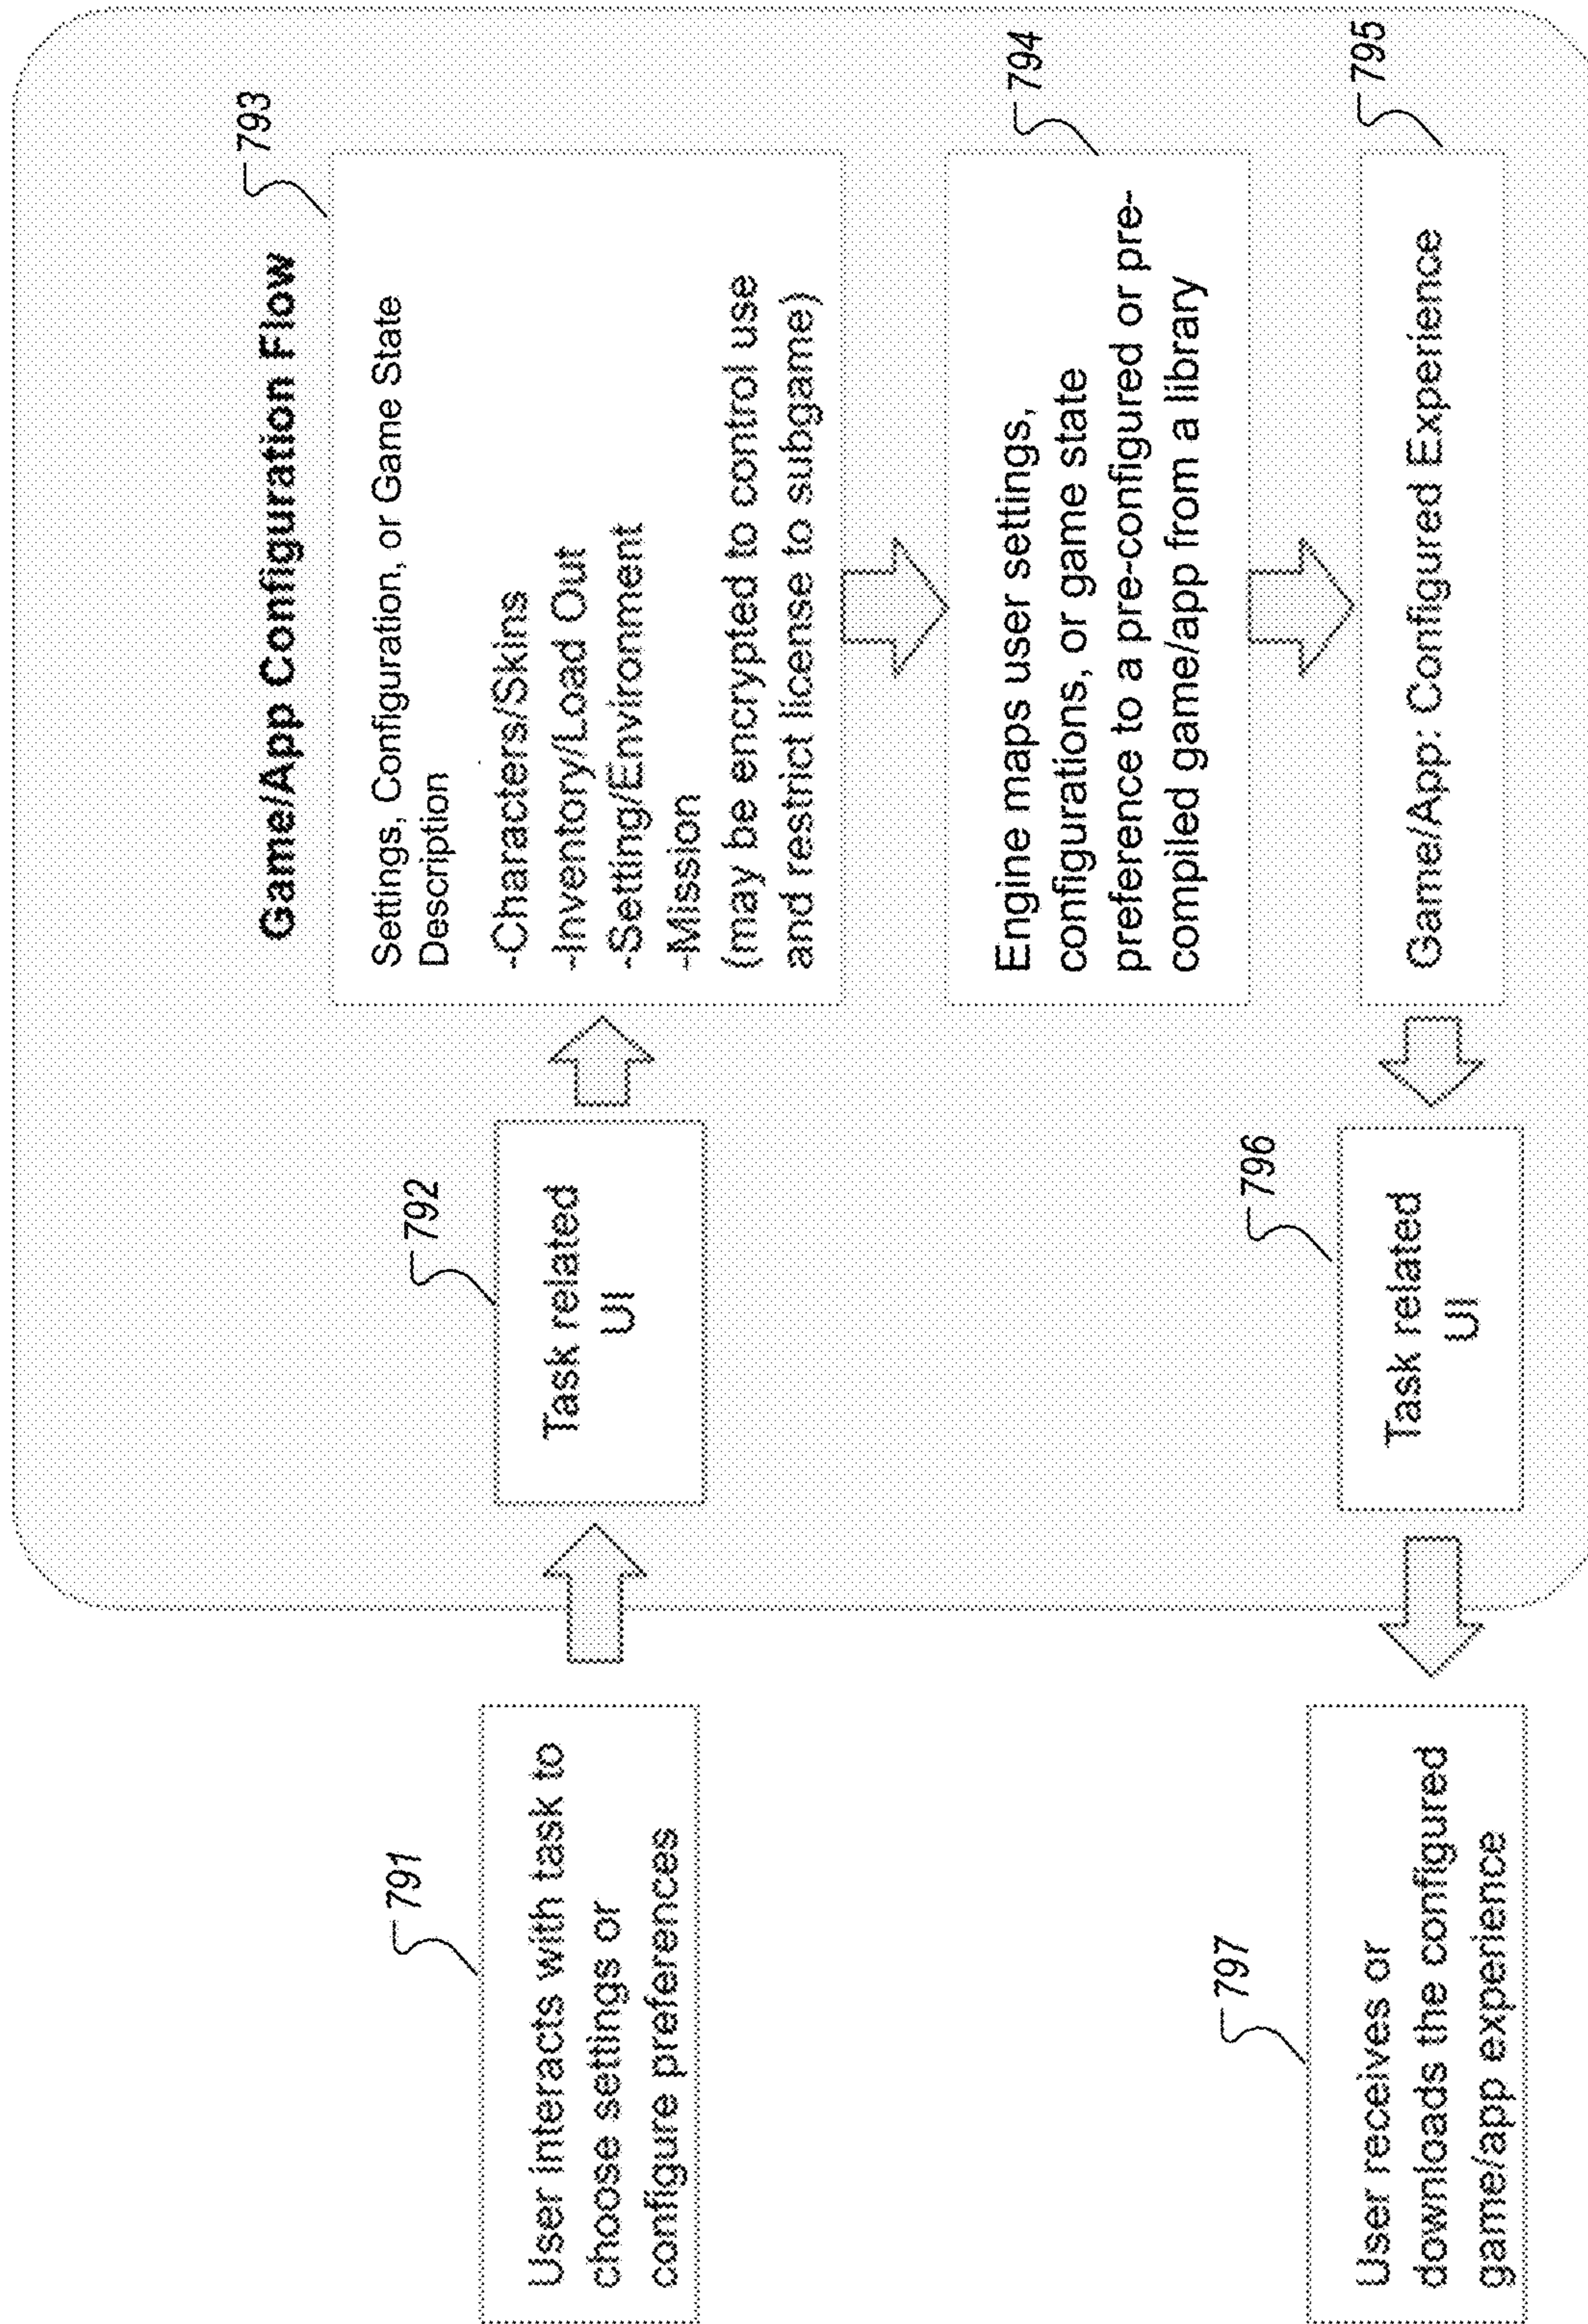 Game/App Configuration Flow
791
User interacts with task to
choose settings or
configure preferences
792
Task related
UI
793
Settings, Configuration, or Game State
Description
-Characters/Skins
-Inventory/Load Out
-Setting/Environment
-Mission
(may be encrypted to control use
and restrict license to subgame)
794
Engine maps user settings,
configurations, or game state
preference to a pre-configured or pre-
compiled game/app from a library
795
Game/App: Configured Experience
796
Task related
UI
797
User receives or
downloads the configured
game/app experience